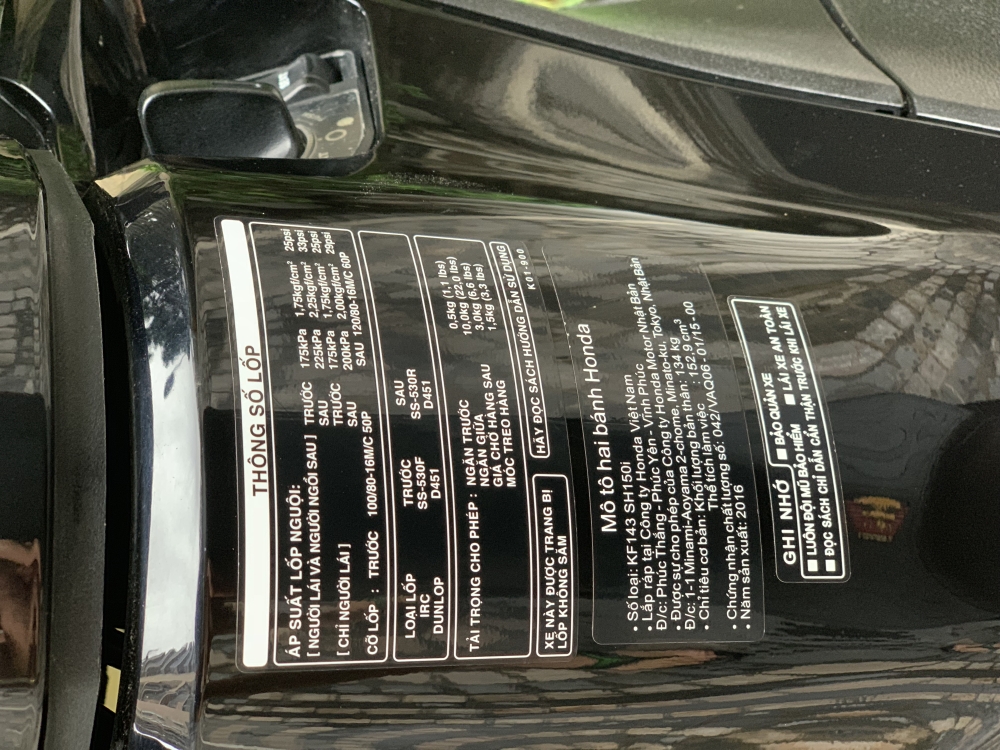 THÔNG SỐ LỐP
ÁP SUẤT LỐP NGUỘI:
[ NGƯỜI LÁI VÀ NGƯỜI NGỒI SAU ] TRƯỚC 175kPa 1,75kgf/cm² 25psi
SAU 225kPa 2,25kgf/cm² 33psi
[ CHỈ NGƯỜI LÁI ] TRƯỚC 175kPa 1,75kgf/cm² 25psi
SAU 200kPa 2,00kgf/cm² 29psi
CỠ LỐP : TRƯỚC 100/80-16M/C 50P SAU 120/80-16M/C 60P
LOẠI LỐP TRƯỚC SAU
IRC SS-530F SS-530R
DUNLOP D451 D451
TẢI TRỌNG CHO PHÉP : NGĂN TRƯỚC 0,5kg (1,1 lbs)
NGĂN GIỮA 10,0kg (22,0 lbs)
GIÁ CHỞ HÀNG SAU 3,0kg (6,6 lbs)
MÓC TREO HÀNG 1,5kg (3,3 lbs)
XE NÀY ĐƯỢC TRANG BỊ
LỐP KHÔNG SĂM
HÃY ĐỌC SÁCH HƯỚNG DẪN SỬ DỤNG
K01-900
Mô tô hai bánh Honda
• Số loại: KF143 SH150I
• Lắp ráp tại: Công ty Honda Việt Nam
Đ/c: Phúc Thắng - Phúc Yên - Vĩnh Phúc
• Được sự cho phép của Công ty Honda Motor Nhật Bản
Đ/c: 1-1 Minami-Aoyama 2-chome, Minato-ku, Tokyo, Nhật Bản
• Chỉ tiêu cơ bản: Khối lượng bản thân: 134 kg
Thể tích làm việc : 152,9 cm³
• Chứng nhận chất lượng số: 042/VAQ06 - 01/15 - 00
• Năm sản xuất: 2016
GHI NHỚ ■ BẢO QUẢN XE
■ LUÔN ĐỘI MŨ BẢO HIỂM ■ LÁI XE AN TOÀN
■ ĐỌC SÁCH CHỈ DẪN CẨN THẬN TRƯỚC KHI LÁI XE